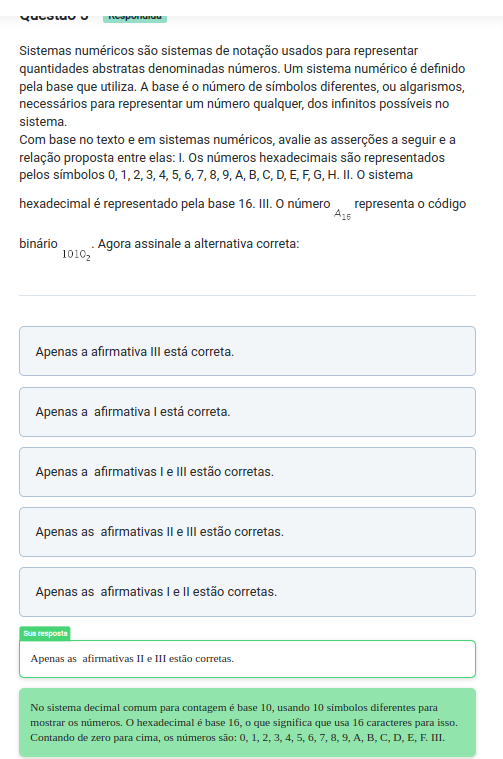 Questão 3 Respondida
Sistemas numéricos são sistemas de notação usados para representar
quantidades abstratas denominadas números. Um sistema numérico é definido
pela base que utiliza. A base é o número de símbolos diferentes, ou algarismos,
necessários para representar um número qualquer, dos infinitos possíveis no
sistema.
Com base no texto e em sistemas numéricos, avalie as asserções a seguir e a
relação proposta entre elas: I. Os números hexadecimais são representados
pelos símbolos 0, 1, 2, 3, 4, 5, 6, 7, 8, 9, A, B, C, D, E, F, G, H. II. O sistema
hexadecimal é representado pela base 16. III. O número A₁₆ representa o código
binário 1010₂. Agora assinale a alternativa correta:
Apenas a afirmativa III está correta.
Apenas a afirmativa I está correta.
Apenas a afirmativas I e III estão corretas.
Apenas as afirmativas II e III estão corretas.
Apenas as afirmativas I e II estão corretas.
Sua resposta
Apenas as afirmativas II e III estão corretas.
No sistema decimal comum para contagem é base 10, usando 10 símbolos diferentes para
mostrar os números. O hexadecimal é base 16, o que significa que usa 16 caracteres para isso.
Contando de zero para cima, os números são: 0, 1, 2, 3, 4, 5, 6, 7, 8, 9, A, B, C, D, E, F. III.